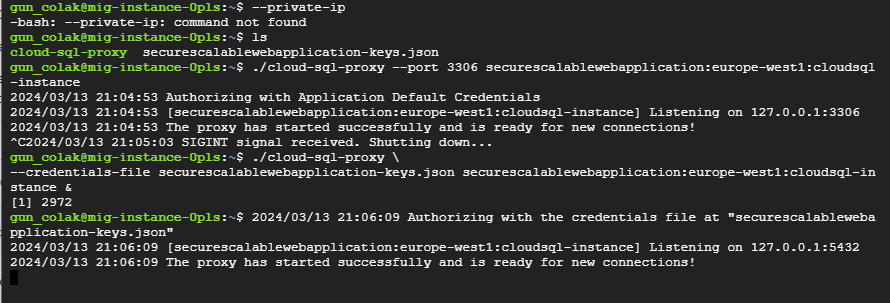 gun_colak@mig-instance-0pls:~$ --private-ip
-bash: --private-ip: command not found
gun_colak@mig-instance-0pls:~$ ls
cloud-sql-proxy  securescalablewebapplication-keys.json
gun_colak@mig-instance-0pls:~$ ./cloud-sql-proxy --port 3306 securescalablewebapplication:europe-west1:cloudsql
-instance
2024/03/13 21:04:53 Authorizing with Application Default Credentials
2024/03/13 21:04:53 [securescalablewebapplication:europe-west1:cloudsql-instance] Listening on 127.0.0.1:3306
2024/03/13 21:04:53 The proxy has started successfully and is ready for new connections!
^C2024/03/13 21:05:03 SIGINT signal received. Shutting down...
gun_colak@mig-instance-0pls:~$ ./cloud-sql-proxy \
--credentials-file securescalablewebapplication-keys.json securescalablewebapplication:europe-west1:cloudsql-in
stance &
[1] 2972
gun_colak@mig-instance-0pls:~$ 2024/03/13 21:06:09 Authorizing with the credentials file at "securescalableweba
pplication-keys.json"
2024/03/13 21:06:09 [securescalablewebapplication:europe-west1:cloudsql-instance] Listening on 127.0.0.1:5432
2024/03/13 21:06:09 The proxy has started successfully and is ready for new connections!